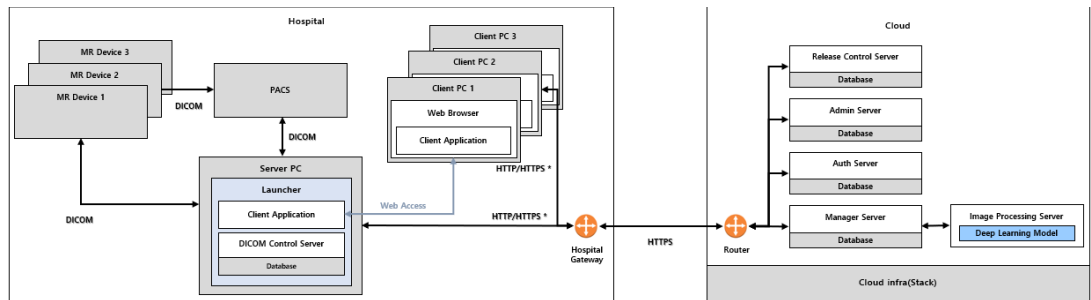 Hospital
MR Device 3
MR Device 2
MR Device 1
DICOM
PACS
DICOM
DICOM
Client PC 3
Client PC 2
Client PC 1
Web Browser
Client Application
HTTP/HTTPS *
Server PC
Launcher
Client Application
DICOM Control Server
Database
Web Access
HTTP/HTTPS *
Hospital
Gateway
HTTPS
Cloud
Router
Release Control Server
Database
Admin Server
Database
Auth Server
Database
Manager Server
Database
Image Processing Server
Deep Learning Model
Cloud infra(Stack)